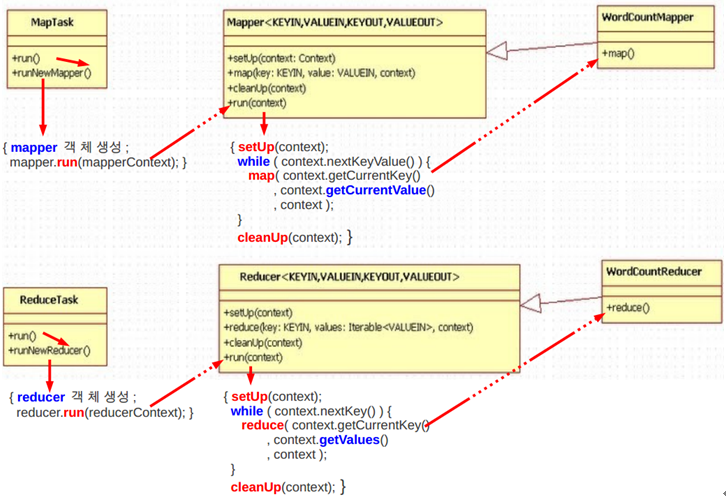 MapTask
+run()
+runNewMapper()
{ mapper 객 체 생성 ;
mapper.run(mapperContext); }
Mapper<KEYIN,VALUEIN,KEYOUT,VALUEOUT>
+setUp(context: Context)
+map(key: KEYIN, value: VALUEIN, context)
+cleanUp(context)
+run(context)
{ setUp(context);
while ( context.nextKeyValue() ) {
map( context.getCurrentKey()
, context.getCurrentValue()
, context );
}
cleanUp(context); }
WordCountMapper
+map()
ReduceTask
+run()
+runNewReducer()
{ reducer 객 체 생성 ;
reducer.run(reducerContext); }
Reducer<KEYIN,VALUEIN,KEYOUT,VALUEOUT>
+setUp(context)
+reduce(key: KEYIN, values: Iterable<VALUEIN>, context)
+cleanUp(context)
+run(context)
{ setUp(context);
while ( context.nextKey() ) {
reduce( context.getCurrentKey()
, context.getValues()
, context );
}
cleanUp(context); }
WordCountReducer
+reduce()